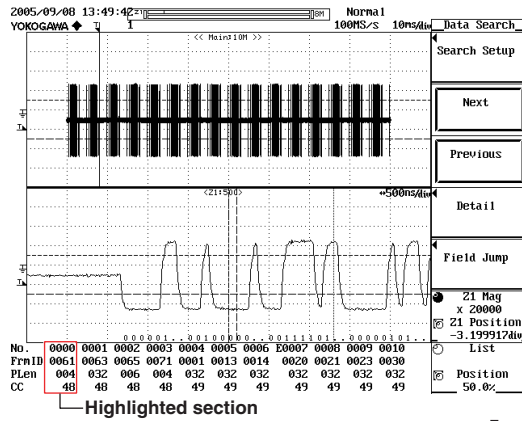 2005/09/08 13:49:42
8M
Normal
YOKOGAWA
1
100MS/s
10ms/div
<< Main:10M >>
Data Search
Search Setup
Next
Previous
Detail
Field Jump
<Z1:500>
500ns/div
Z1 Mag
x 20000
Z1 Position
-3.199917div
List
Position
50.0%
No. 0000 0001 0002 0003 0004 0005 0006 E0007 0008 0009 0010
FrmID 0061 0063 0065 0071 0001 0013 0014 0020 0021 0023 0030
PLen 004 032 006 004 032 032 032 032 032 032 032
CC 48 48 48 48 49 49 49 49 49 49 49
Highlighted section